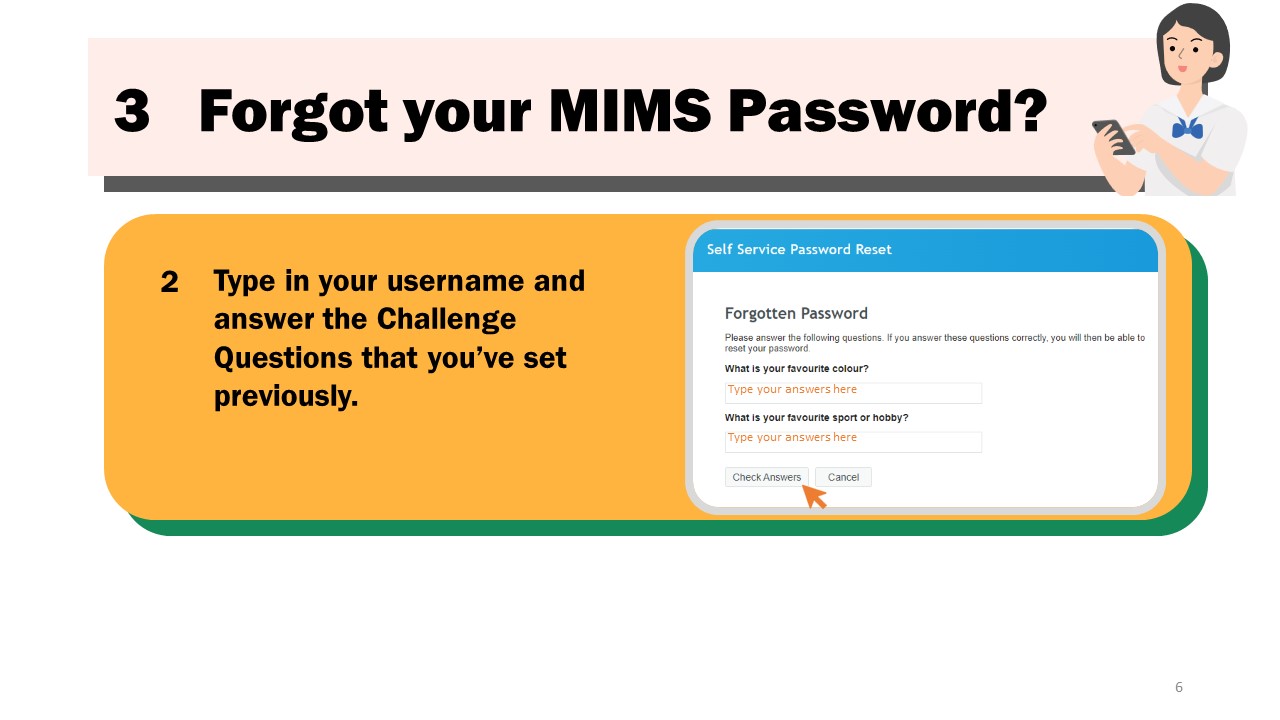 3 Forgot your MIMS Password?
2 Type in your username and
answer the Challenge
Questions that you’ve set
previously.
Self Service Password Reset
Forgotten Password
Please answer the following questions. If you answer these questions correctly, you will then be able to
reset your password.
What is your favourite colour?
Type your answers here
What is your favourite sport or hobby?
Type your answers here
Check Answers Cancel
6